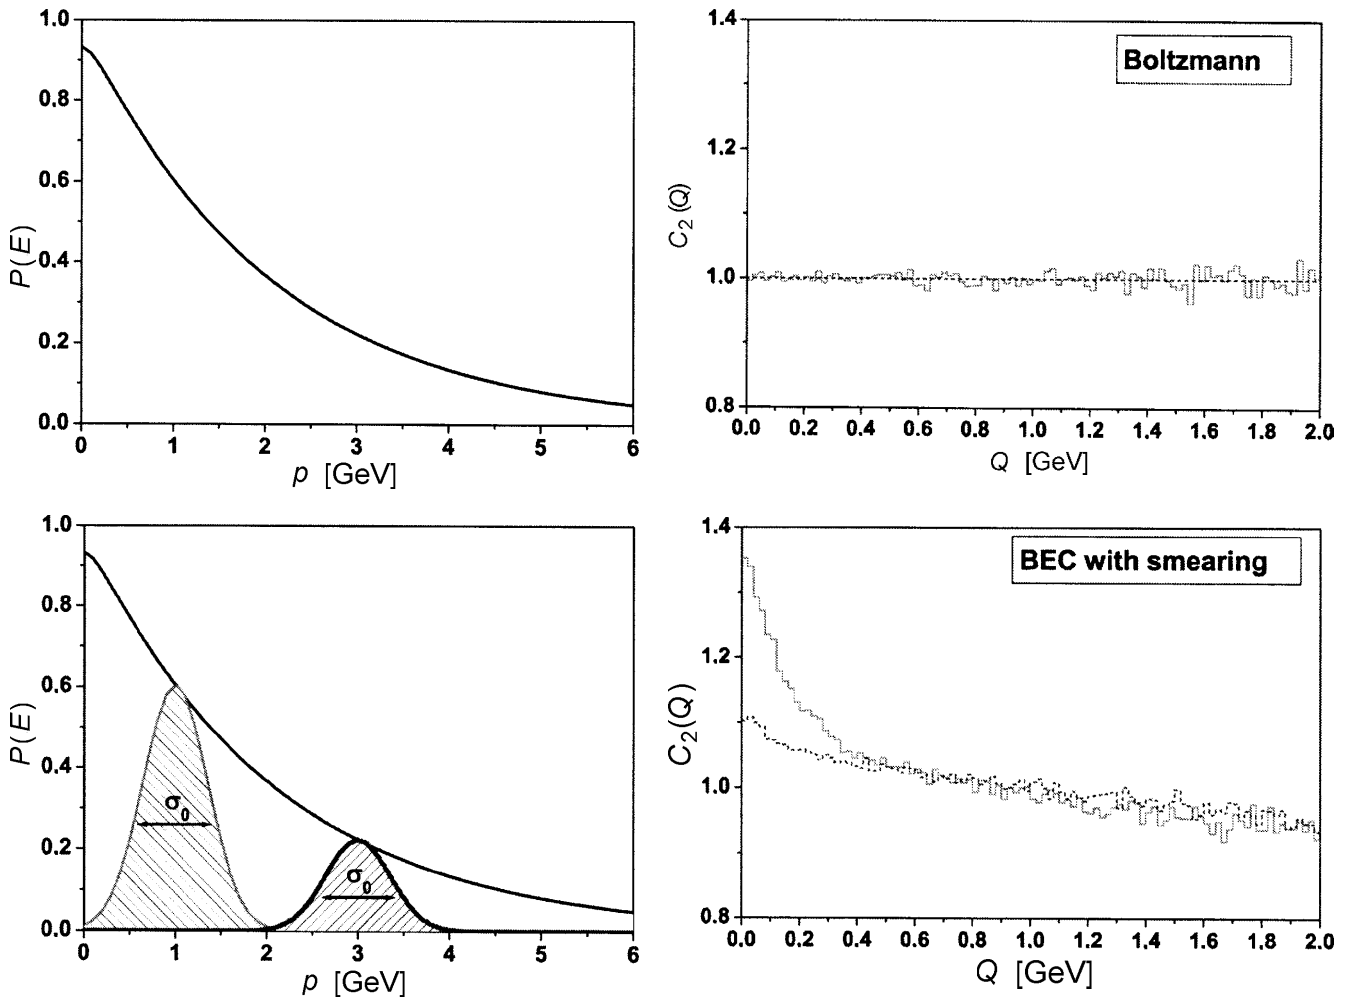 1.0
0.8
0.6
0.4
0.2
0.0
P(E)
0 1 2 3 4 5 6
p [GeV]
1.4
1.2
1.0
0.8
C₂(Q)
Boltzmann
0.0 0.2 0.4 0.6 0.8 1.0 1.2 1.4 1.6 1.8 2.0
Q [GeV]
1.0
0.8
0.6
0.4
0.2
0.0
P(E)
σ₀
σ₀
0 1 2 3 4 5 6
p [GeV]
1.4
1.2
1.0
0.8
C₂(Q)
BEC with smearing
0.0 0.2 0.4 0.6 0.8 1.0 1.2 1.4 1.6 1.8 2.0
Q [GeV]